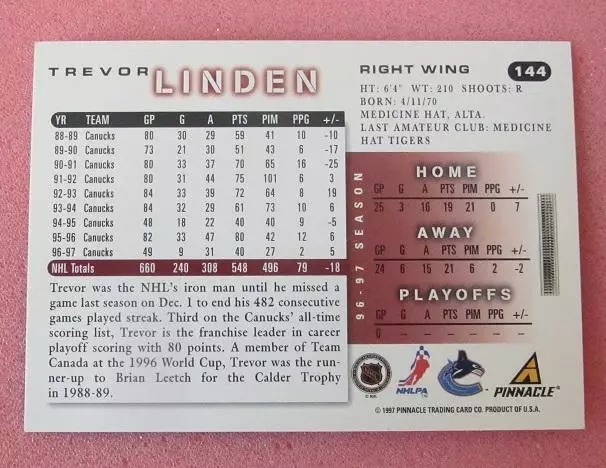 TREVOR LINDEN
RIGHT WING 144
HT: 6'4" WT: 210 SHOOTS: R
BORN: 4/11/70
MEDICINE HAT, ALTA.
LAST AMATEUR CLUB: MEDICINE
HAT TIGERS
YR TEAM GP G A PTS PIM PPG +/-
88-89 Canucks 80 30 29 59 41 10 -10
89-90 Canucks 73 21 30 51 43 6 -17
90-91 Canucks 80 33 37 70 65 16 -25
91-92 Canucks 80 31 44 75 101 6 3
92-93 Canucks 84 33 39 72 64 8 19
93-94 Canucks 84 32 29 61 73 10 6
94-95 Canucks 48 18 22 40 40 9 -5
95-96 Canucks 82 33 47 80 42 12 6
96-97 Canucks 49 9 31 40 27 2 5
NHL Totals 660 240 308 548 496 79 -18
Trevor was the NHL's iron man until he missed a
game last season on Dec. 1 to end his 482 consecutive
games played streak. Third on the Canucks' all-time
scoring list, Trevor is the franchise leader in career
playoff scoring with 80 points. A member of Team
Canada at the 1996 World Cup, Trevor was the run-
ner-up to Brian Leetch for the Calder Trophy
in 1988-89.
96-97 SEASON
HOME
GP G A PTS PIM PPG +/-
25 3 16 19 21 0 7
AWAY
GP G A PTS PIM PPG +/-
24 6 15 21 6 2 -2
PLAYOFFS
GP G A PTS PIM PPG +/-
0 – – – – – –
NHLPA
PINNACLE
© 1997 PINNACLE TRADING CARD CO. PRODUCT OF U.S.A.